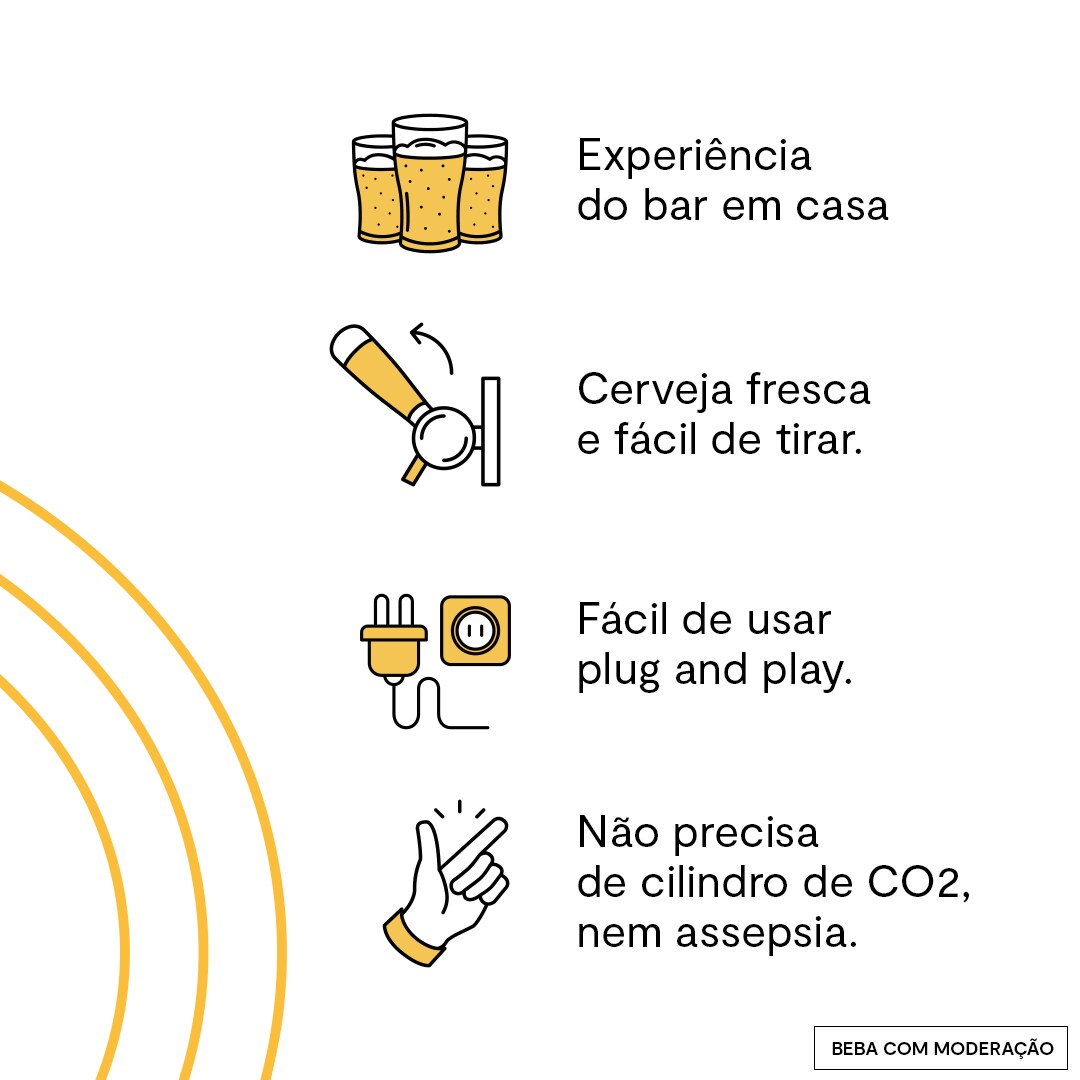 Experiência
do bar em casa
Cerveja fresca
e fácil de tirar.
Fácil de usar
plug and play.
Não precisa
de cilindro de CO2,
nem assepsia.
BEBA COM MODERAÇÃO